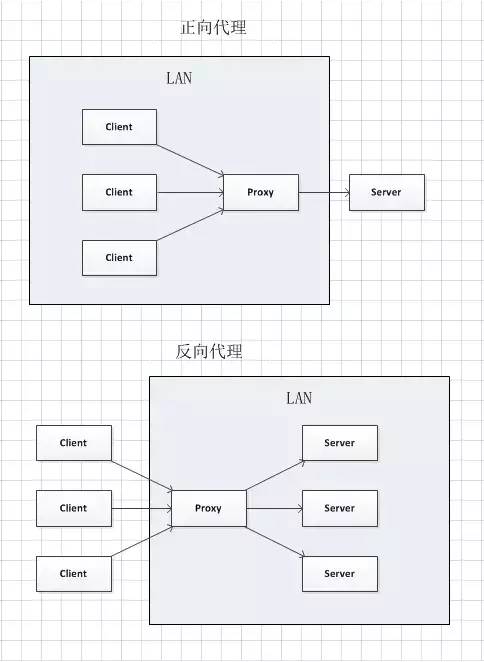 正向代理
LAN
Client
Client
Proxy
Server
Client
反向代理
LAN
Client
Server
Client
Proxy
Server
Client
Server